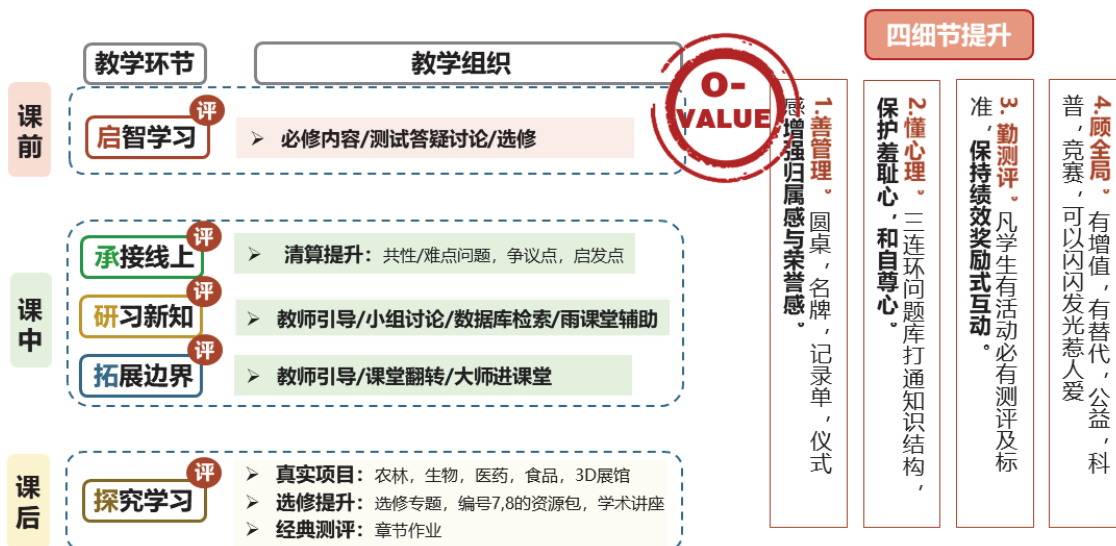 教学环节
教学组织
课前
启智学习
评
必修内容/测试答疑讨论/选修
课中
承接线上
评
清算提升：共性/难点问题，争议点，启发点
研习新知
评
教师引导/小组讨论/数据库检索/雨课堂辅助
拓展边界
评
教师引导/课堂翻转/大师进课堂
课后
探究学习
评
真实项目：农林，生物，医药，食品，3D展馆
选修提升：选修专题，编号7,8的资源包，学术讲座
经典测评：章节作业
O-
VALUE
四细节提升
1.善管理。圆桌，名牌，记录单，仪式
感增强归属感与荣誉感。
2.懂心理。三连环问题库打通知识结构，
保护羞耻心，和自尊心。
3. 勤测评。凡学生有活动必有测评及标
准，保持绩效奖励式互动。
4.顾全局。有增值，有替代，公益，科
普，竞赛，可以闪闪发光惹人爱